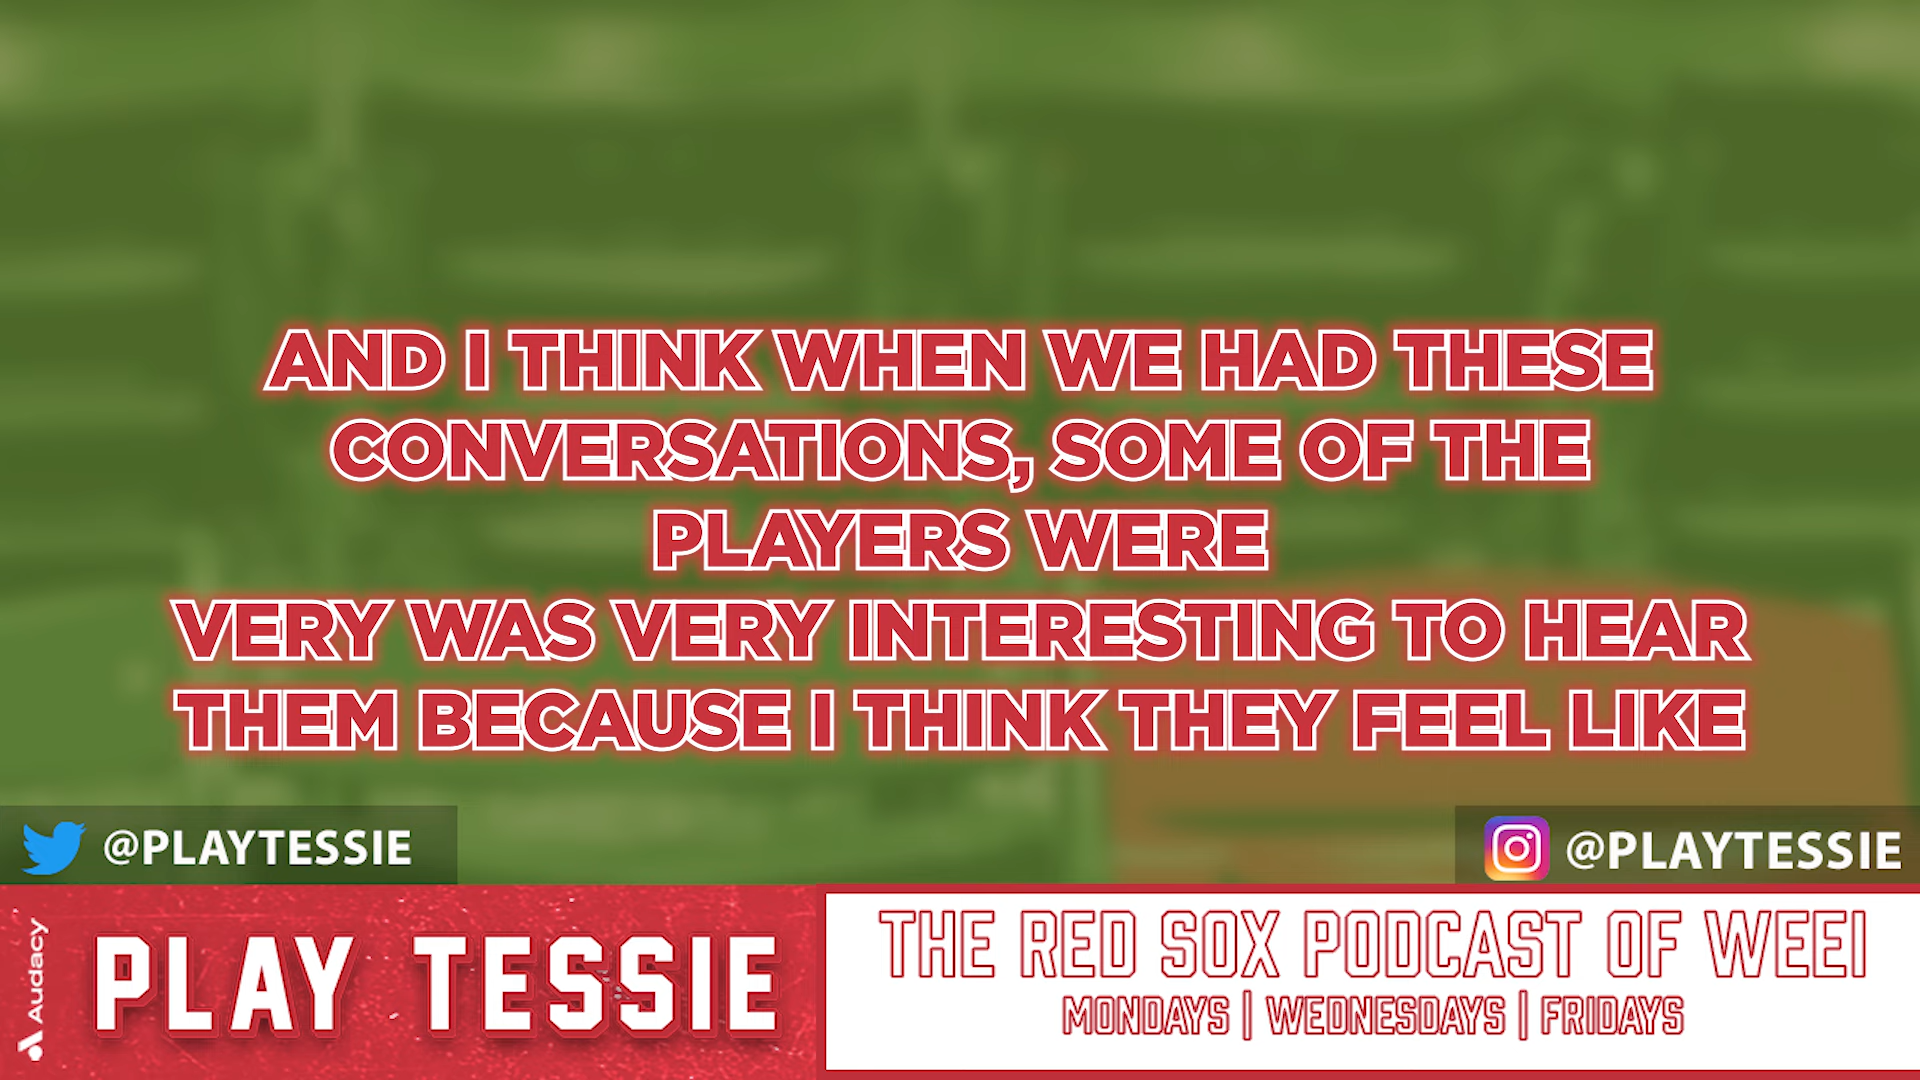 AND I THINK WHEN WE HAD THESE
CONVERSATIONS, SOME OF THE
PLAYERS WERE
VERY WAS VERY INTERESTING TO HEAR
THEM BECAUSE I THINK THEY FEEL LIKE
@PLAYTESSIE
@PLAYTESSIE
Audacy
PLAY TESSIE
THE RED SOX PODCAST OF WEEI
MONDAYS | WEDNESDAYS | FRIDAYS